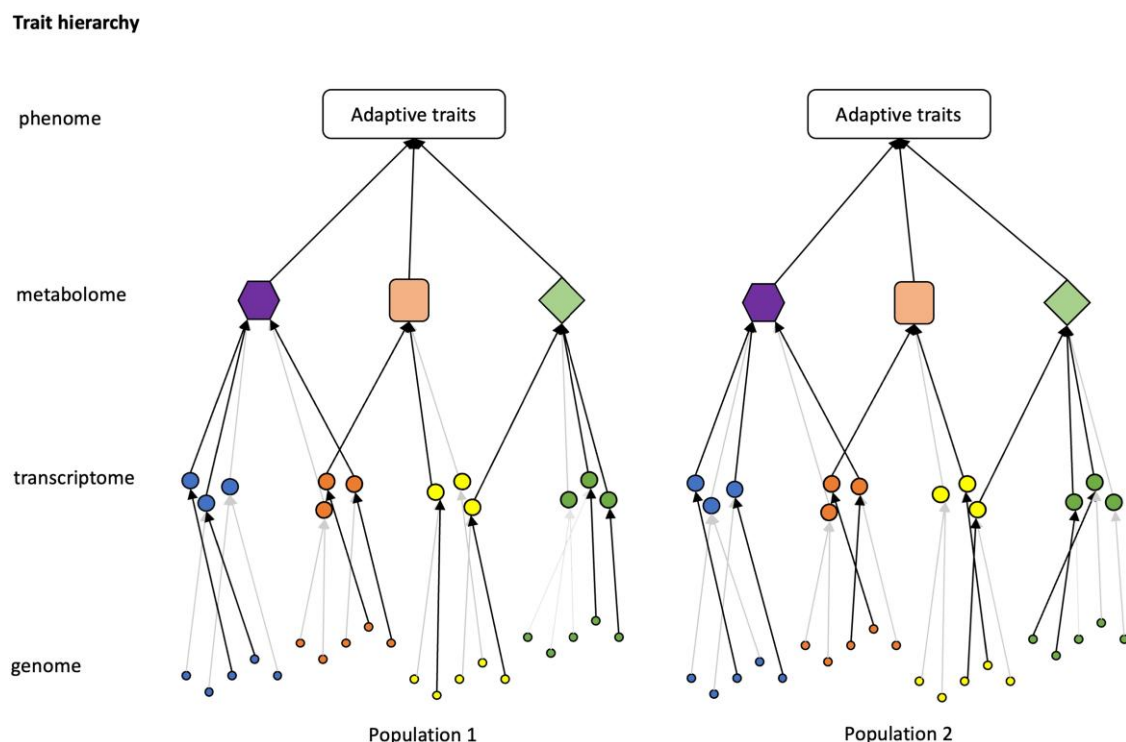 Trait hierarchy
phenome
Adaptive traits
Adaptive traits
metabolome
transcriptome
genome
Population 1
Population 2